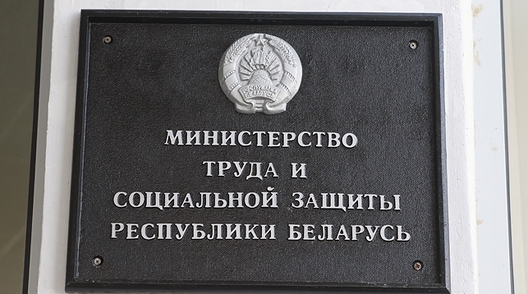 МИНИСТЕРСТВО
ТРУДА И
СОЦИАЛЬНОЙ ЗАЩИТЫ
РЕСПУБЛИКИ БЕЛАРУСЬ